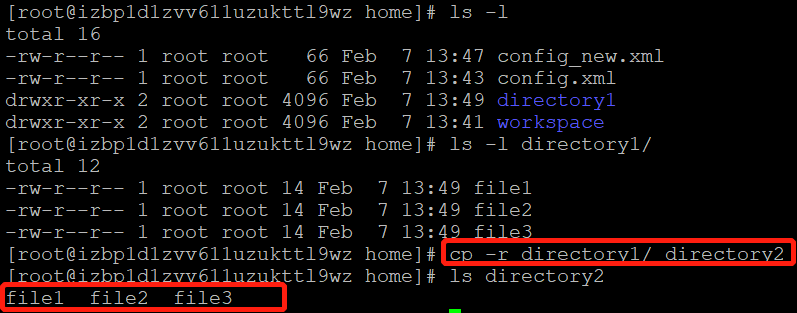 [root@izbp1d1zvv611uzukttl9wz home]# ls -l
total 16
-rw-r--r-- 1 root root   66 Feb  7 13:47 config_new.xml
-rw-r--r-- 1 root root   66 Feb  7 13:43 config.xml
drwxr-xr-x 2 root root 4096 Feb  7 13:49 directory1
drwxr-xr-x 2 root root 4096 Feb  7 13:41 workspace
[root@izbp1d1zvv611uzukttl9wz home]# ls -l directory1/
total 12
-rw-r--r-- 1 root root 14 Feb  7 13:49 file1
-rw-r--r-- 1 root root 14 Feb  7 13:49 file2
-rw-r--r-- 1 root root 14 Feb  7 13:49 file3
[root@izbp1d1zvv611uzukttl9wz home]# cp -r directory1/ directory2
[root@izbp1d1zvv611uzukttl9wz home]# ls directory2
file1  file2  file3